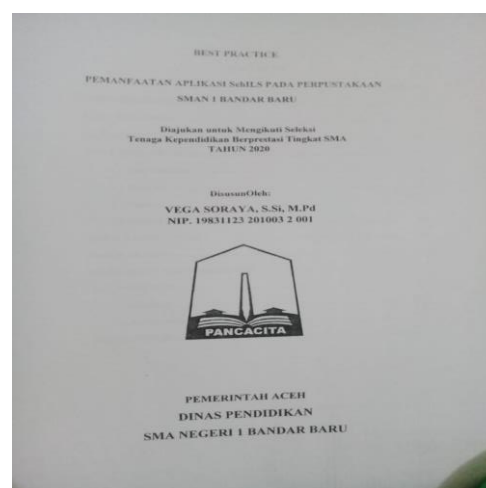 BEST PRACTICE
PEMANFAATAN APLIKASI SchILS PADA PERPUSTAKAAN
SMAN 1 BANDAR BARU
Diajukan untuk Mengikuti Seleksi
Tenaga Kependidikan Berprestasi Tingkat SMA
TAHUN 2020
DisusunOleh:
VEGA SORAYA, S.Si, M.Pd
NIP. 19831123 201003 2 001
PANCACITA
PEMERINTAH ACEH
DINAS PENDIDIKAN
SMA NEGERI 1 BANDAR BARU